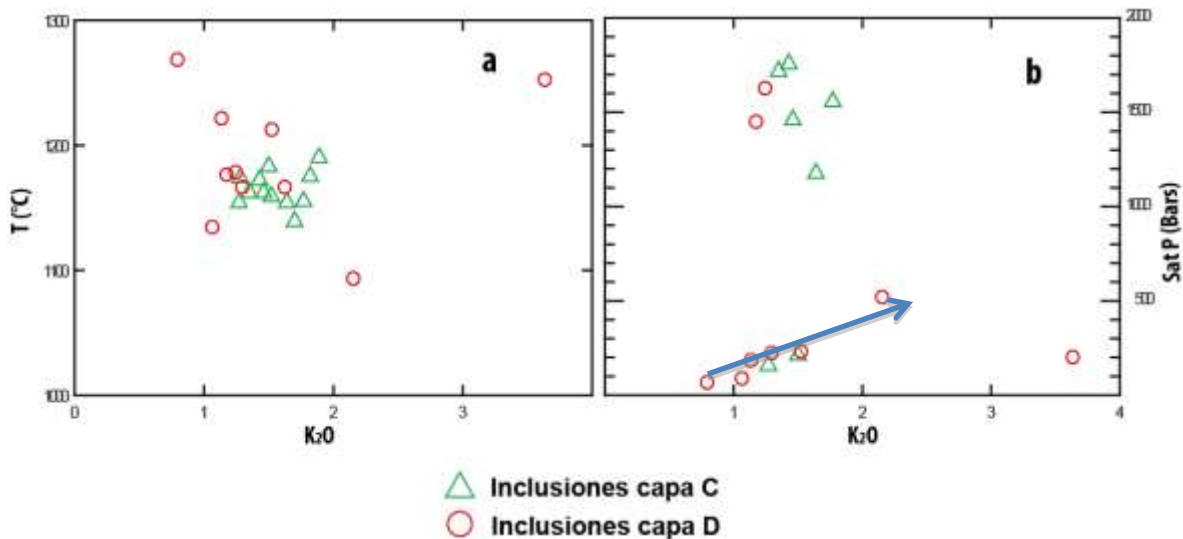 a
b
1300
1200
1100
1000
T (°C)
0
1
2
3
K₂O
2000
1500
1000
500
Sat P (Bars)
1
2
3
4
K₂O
Inclusiones capa C
Inclusiones capa D